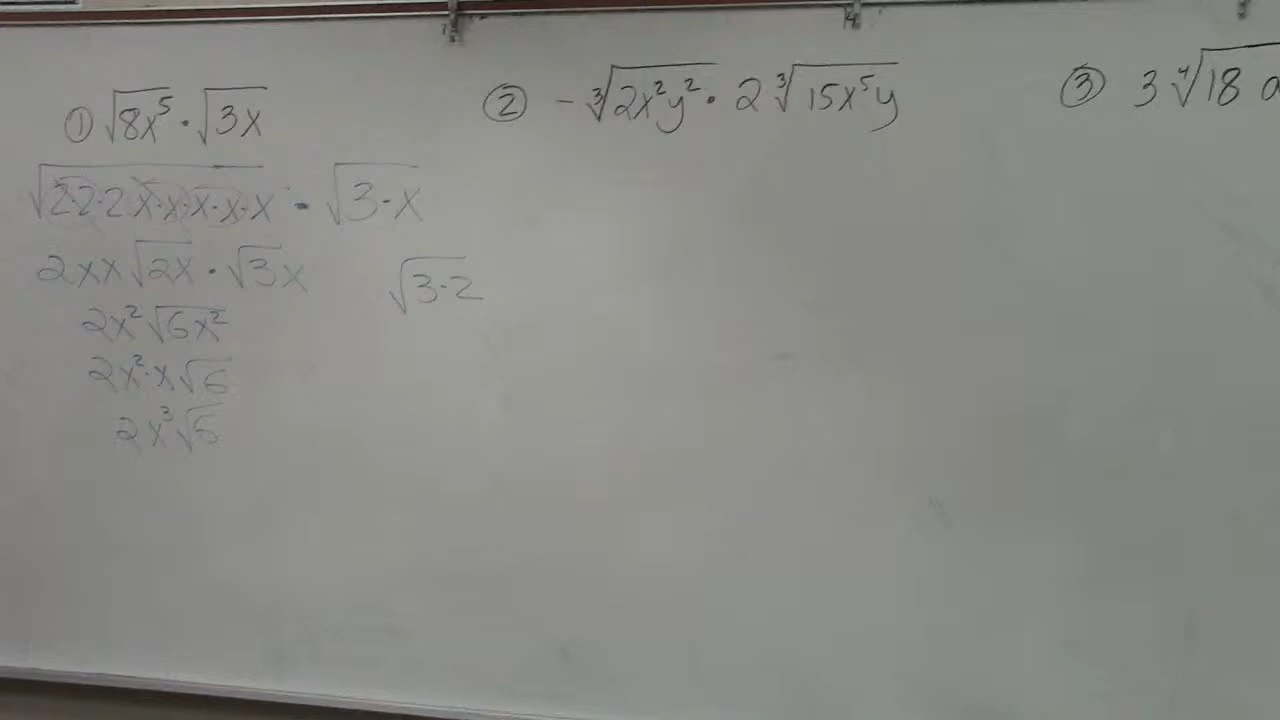 ① √8x⁵ · √3x
√2·2·2·x·x·x·x·x · √3·x
2xx√2x · √3x
√3·2
2x²√6x²
2x²·x√6
2x³√6
② -∛2x²y² · 2∛15x⁵y
③ 3∜18